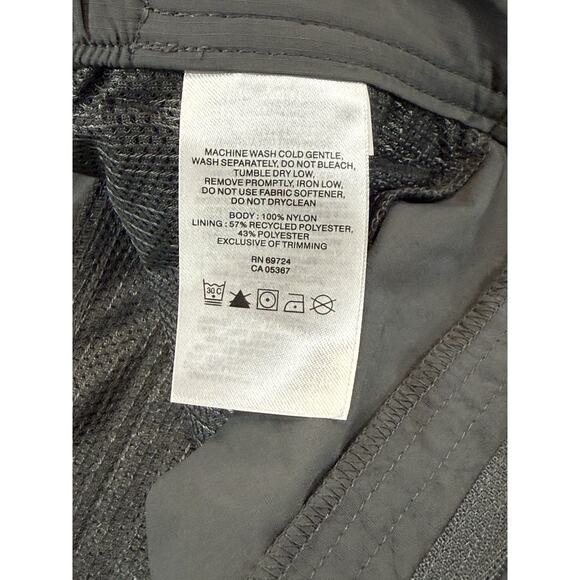 MACHINE WASH COLD GENTLE,
WASH SEPARATELY, DO NOT BLEACH,
TUMBLE DRY LOW.
REMOVE PROMPTLY, IRON LOW.
DO NOT USE FABRIC SOFTENER,
DO NOT DRYCLEAN
BODY : 100% NYLON
LINING : 57% RECYCLED POLYESTER,
43% POLYESTER
EXCLUSIVE OF TRIMMING
RN 69724
CA 05367
30 C